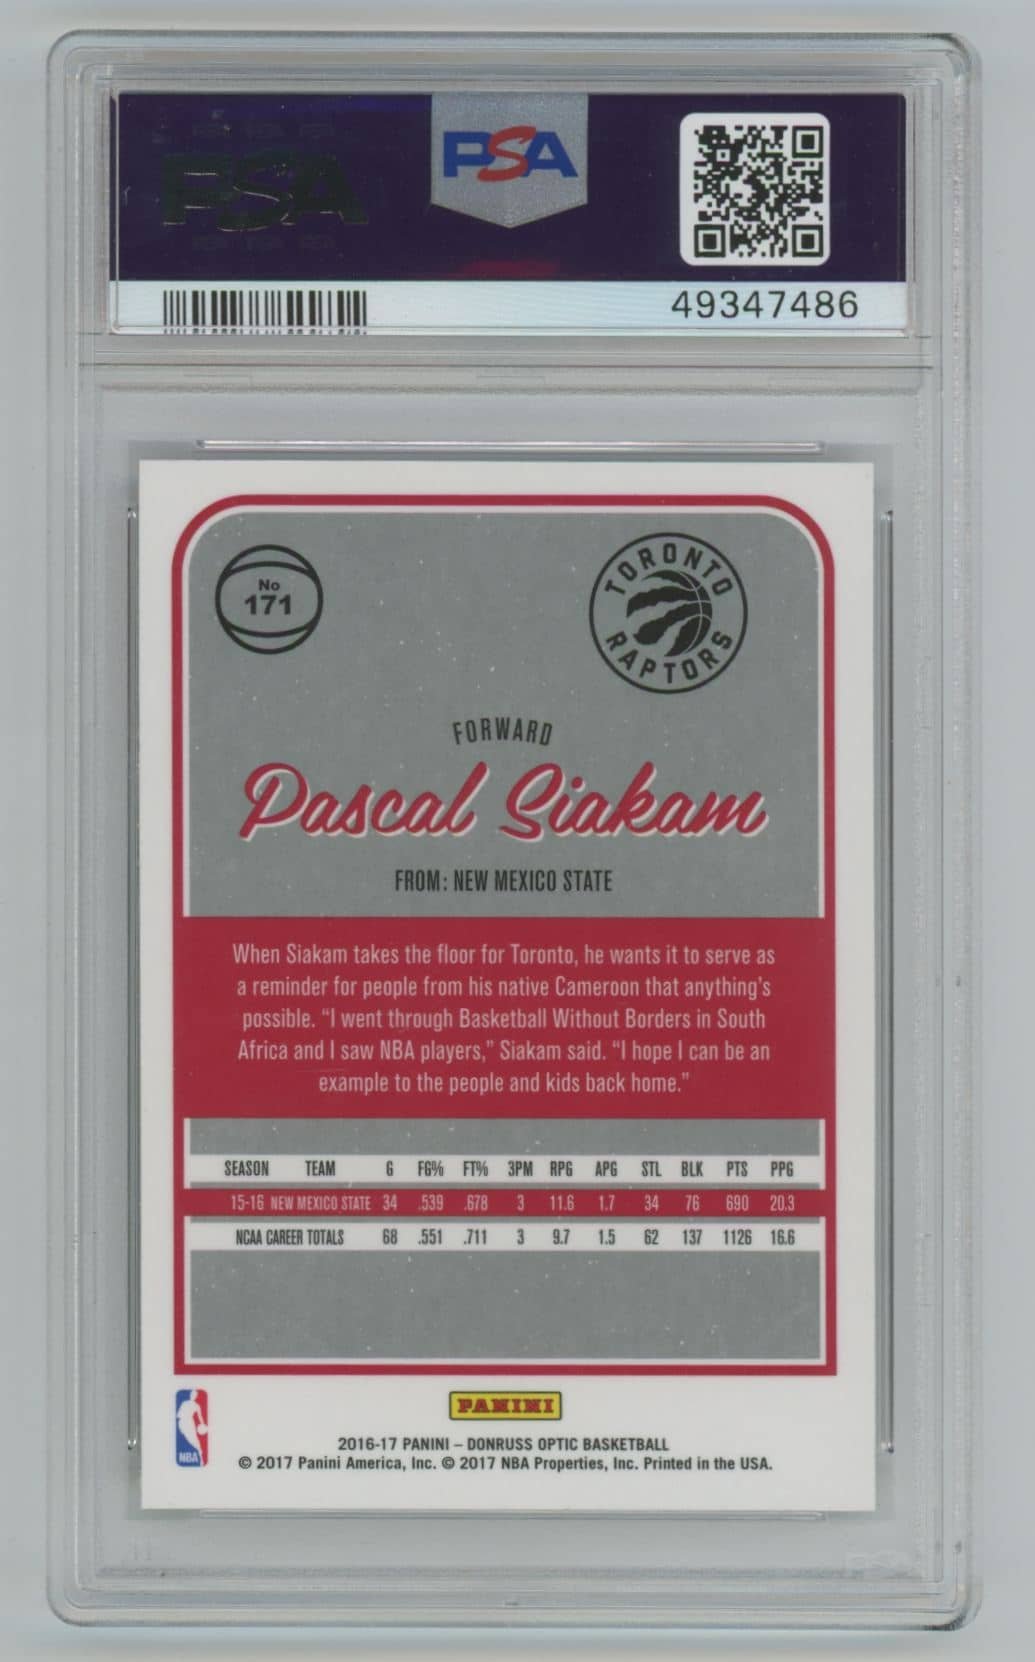 PSA
PSA
49347486
No
171
TORONTO
RAPTORS
FORWARD
Pascal Siakam
FROM: NEW MEXICO STATE
When Siakam takes the floor for Toronto, he wants it to serve as
a reminder for people from his native Cameroon that anything's
possible. “I went through Basketball Without Borders in South
Africa and I saw NBA players,” Siakam said. “I hope I can be an
example to the people and kids back home.”
SEASON TEAM G FG% FT% 3PM RPG APG STL BLK PTS PPG
15-16 NEW MEXICO STATE 34 .539 .678 3 11.6 1.7 34 76 690 20.3
NCAA CAREER TOTALS 68 .551 .711 3 9.7 1.5 62 137 1126 16.6
PANINI
NBA
2016-17 PANINI – DONRUSS OPTIC BASKETBALL
© 2017 Panini America, Inc. © 2017 NBA Properties, Inc. Printed in the USA.